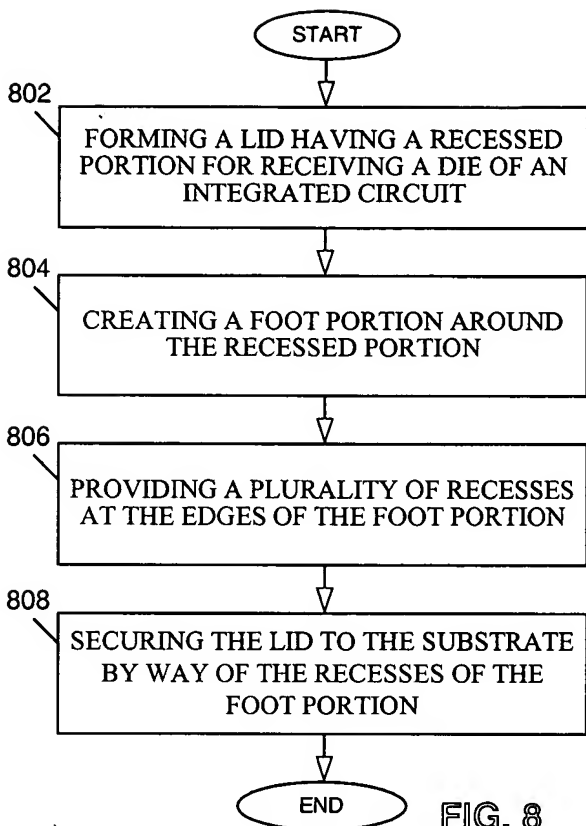 START
802
FORMING A LID HAVING A RECESSED
PORTION FOR RECEIVING A DIE OF AN
INTEGRATED CIRCUIT
804
CREATING A FOOT PORTION AROUND
THE RECESSED PORTION
806
PROVIDING A PLURALITY OF RECESSES
AT THE EDGES OF THE FOOT PORTION
808
SECURING THE LID TO THE SUBSTRATE
BY WAY OF THE RECESSES OF THE
FOOT PORTION
END
FIG. 8